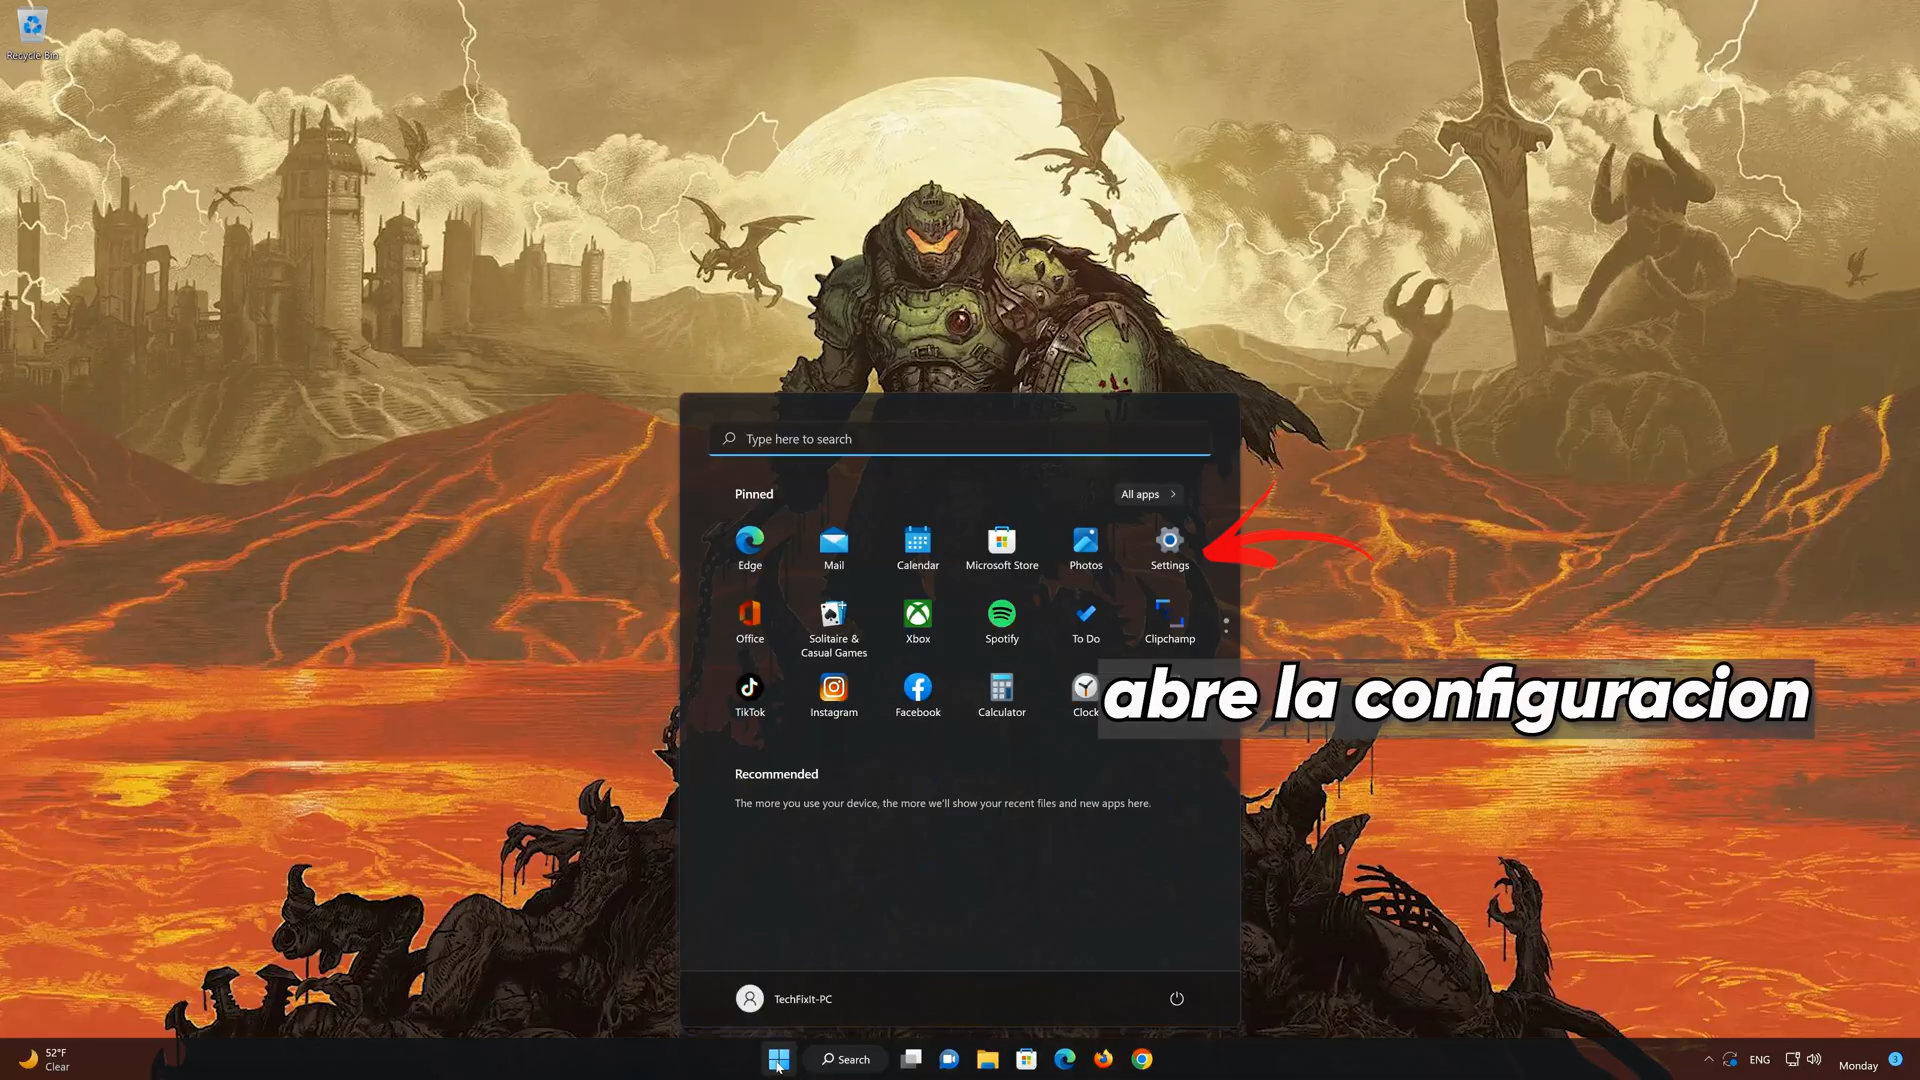 Recycle Bin
Type here to search
Pinned
All apps
Edge
Mail
Calendar
Microsoft Store
Photos
Settings
Office
Solitaire &
Casual Games
Xbox
Spotify
To Do
Clipchamp
TikTok
Instagram
Facebook
Calculator
Clock
abre la configuracion
Recommended
The more you use your device, the more we'll show your recent files and new apps here.
TechFixIt-PC
52°F
Clear
Search
ENG
Monday
3